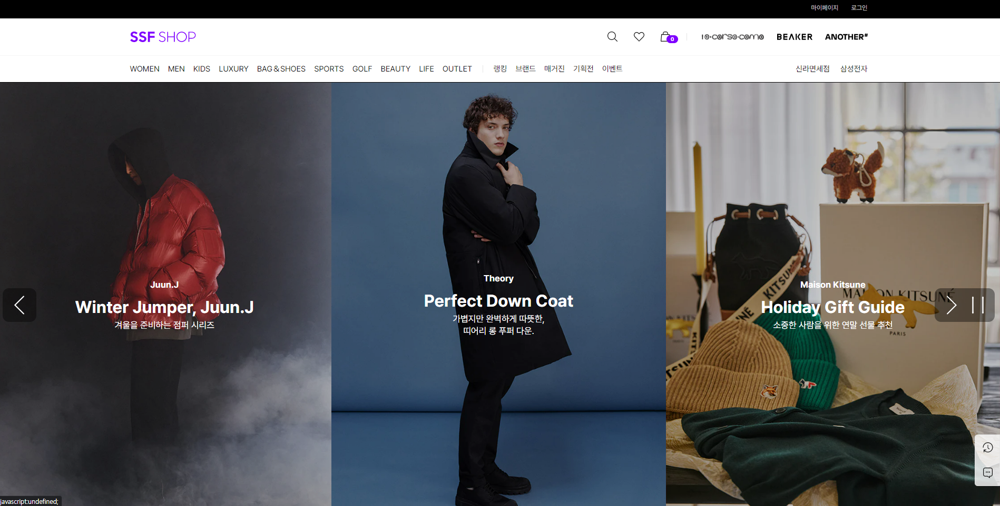 마이페이지 로그인
SSF SHOP
0
10·corso·como BEAKER ANOTHER#
WOMEN MEN KIDS LUXURY BAG & SHOES SPORTS GOLF BEAUTY LIFE OUTLET 랭킹 브랜드 매거진 기획전 이벤트 신라면세점 삼성전자
Juun.J
Winter Jumper, Juun.J
겨울을 준비하는 점퍼 시리즈
Theory
Perfect Down Coat
가볍지만 완벽하게 따뜻한,
띠어리 롱 푸퍼 다운.
Maison Kitsune
Holiday Gift Guide
소중한 사람을 위한 연말 선물 추천
MAISON KITSUNÉ
PARIS
KITSUNÉ
javascript:undefined;